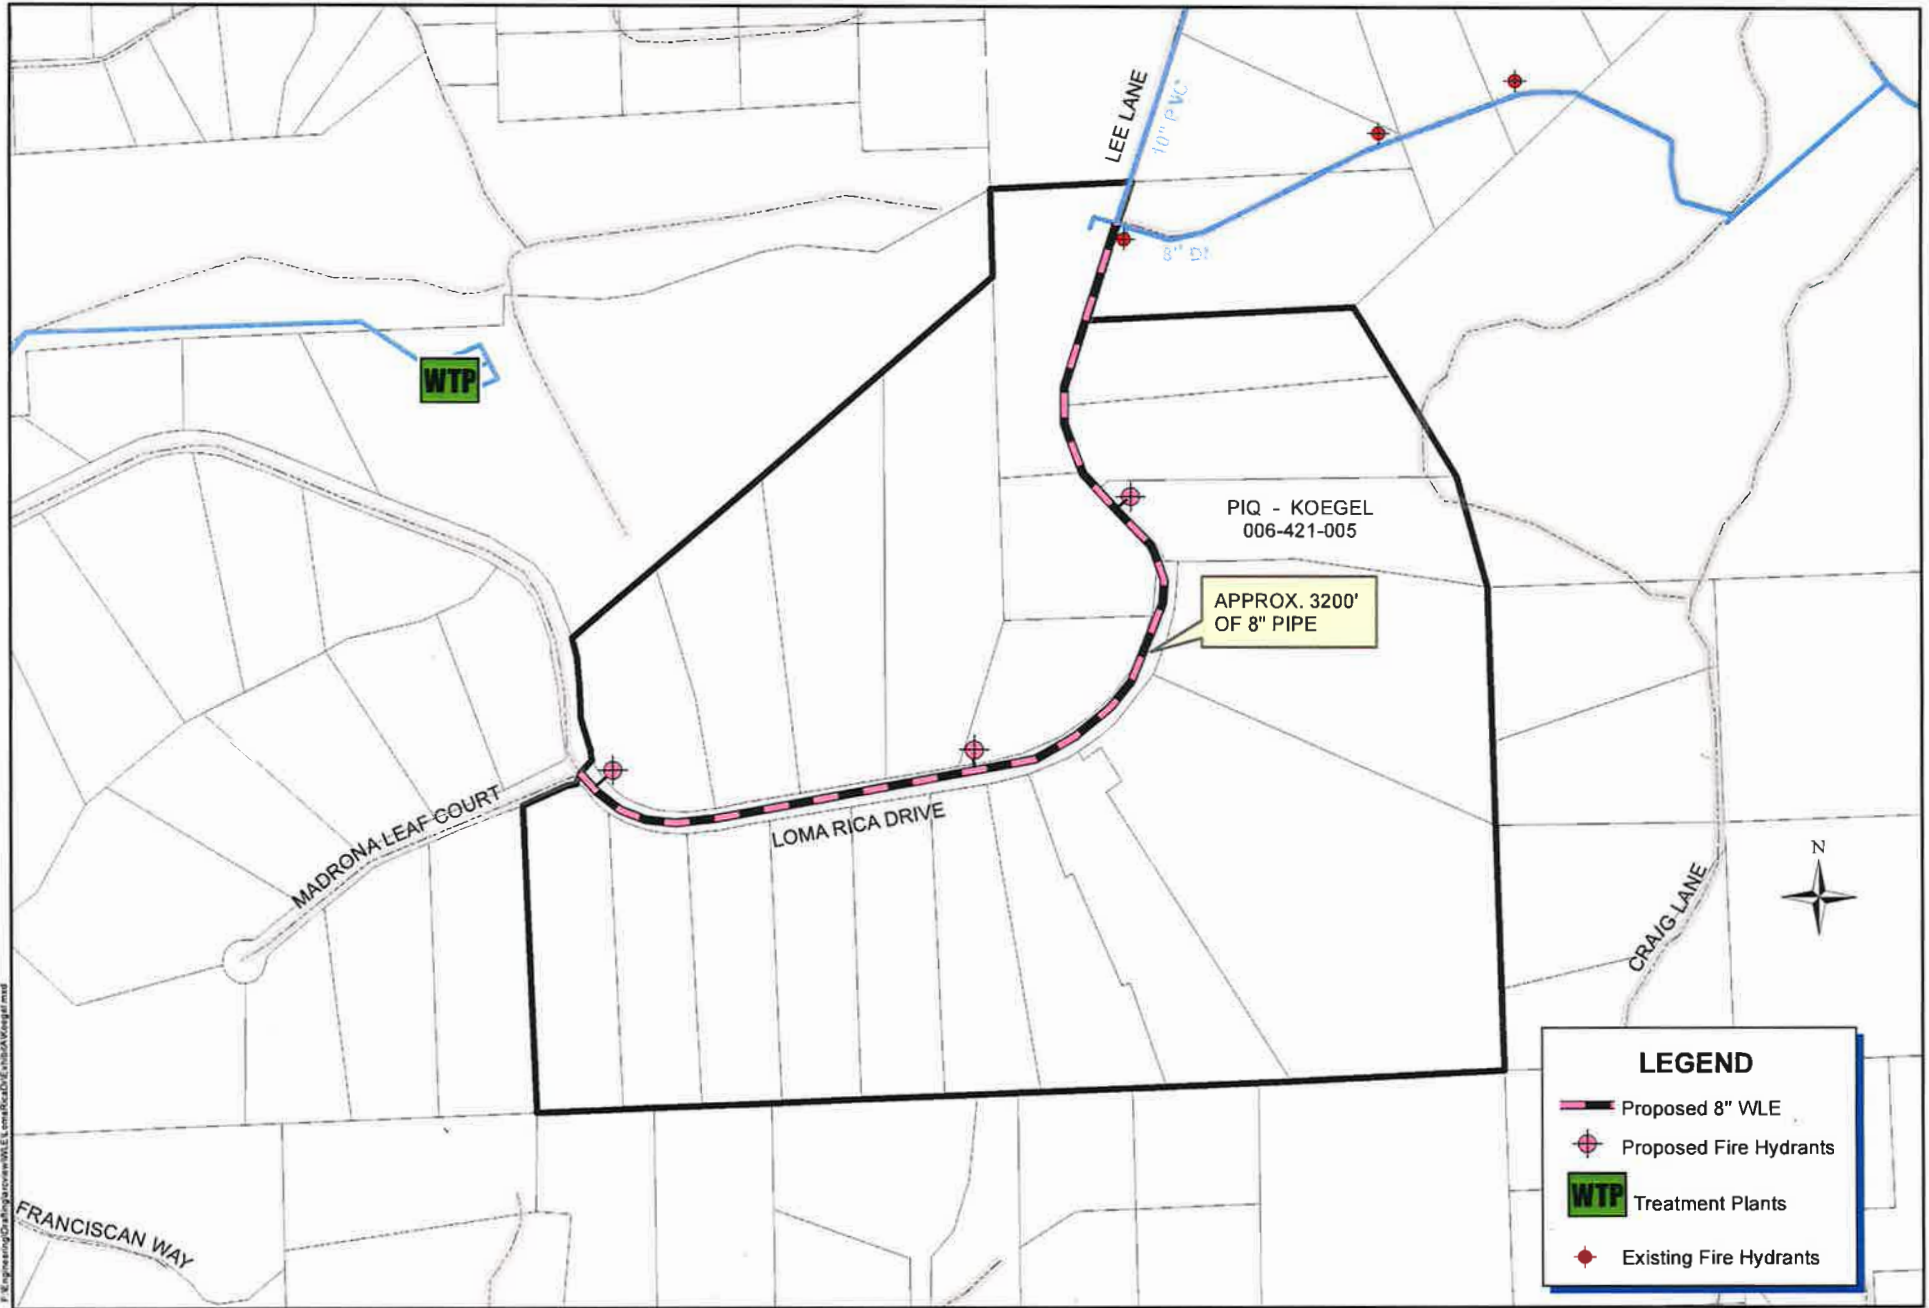 LEE LANE
10" PVC
8" DI
WTP
PIQ - KOEGEL
006-421-005
APPROX. 3200'
OF 8" PIPE
LOMA RICA DRIVE
MADRONA LEAF COURT
N
CRAIG LANE
FRANCISCAN WAY
LEGEND
Proposed 8" WLE
Proposed Fire Hydrants
WTP Treatment Plants
Existing Fire Hydrants